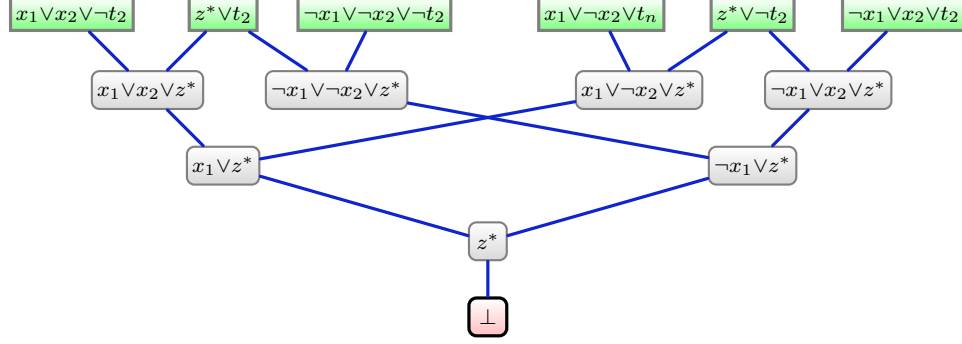 x₁∨x₂∨¬t₂ z*∨t₂ ¬x₁∨¬x₂∨¬t₂ x₁∨¬x₂∨tₙ z*∨¬t₂ ¬x₁∨x₂∨t₂
x₁∨x₂∨z* ¬x₁∨¬x₂∨z* x₁∨¬x₂∨z* ¬x₁∨x₂∨z*
x₁∨z* ¬x₁∨z*
z*
⊥